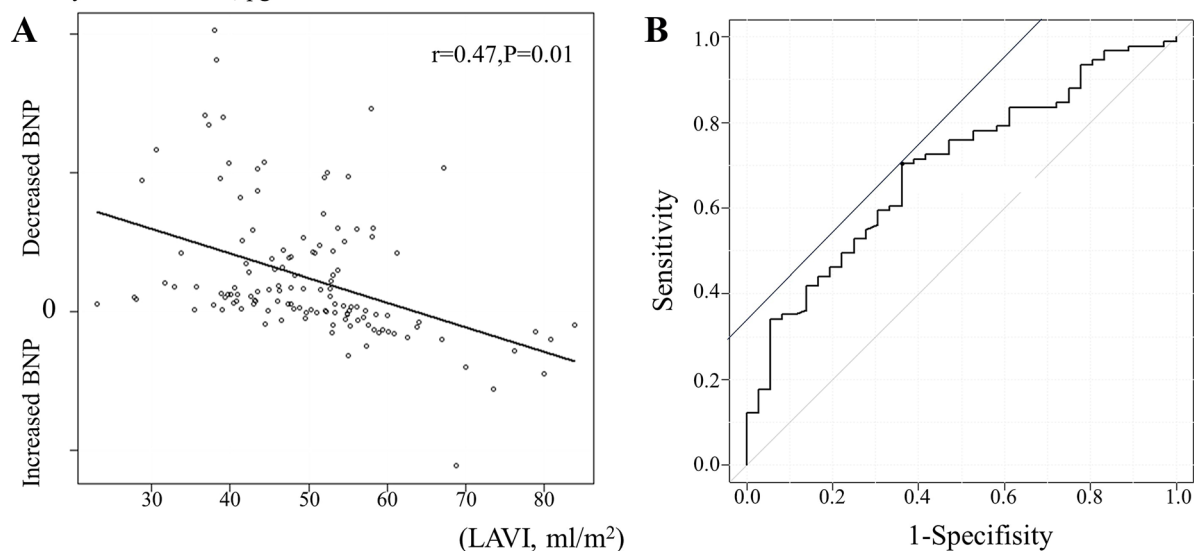 A
r=0.47,P=0.01
Decreased BNP
0
Increased BNP
30 40 50 60 70 80
(LAVI, ml/m²)
B
1.0
0.8
0.6
0.4
0.2
0.0
Sensitivity
0.0 0.2 0.4 0.6 0.8 1.0
1-Specifisity